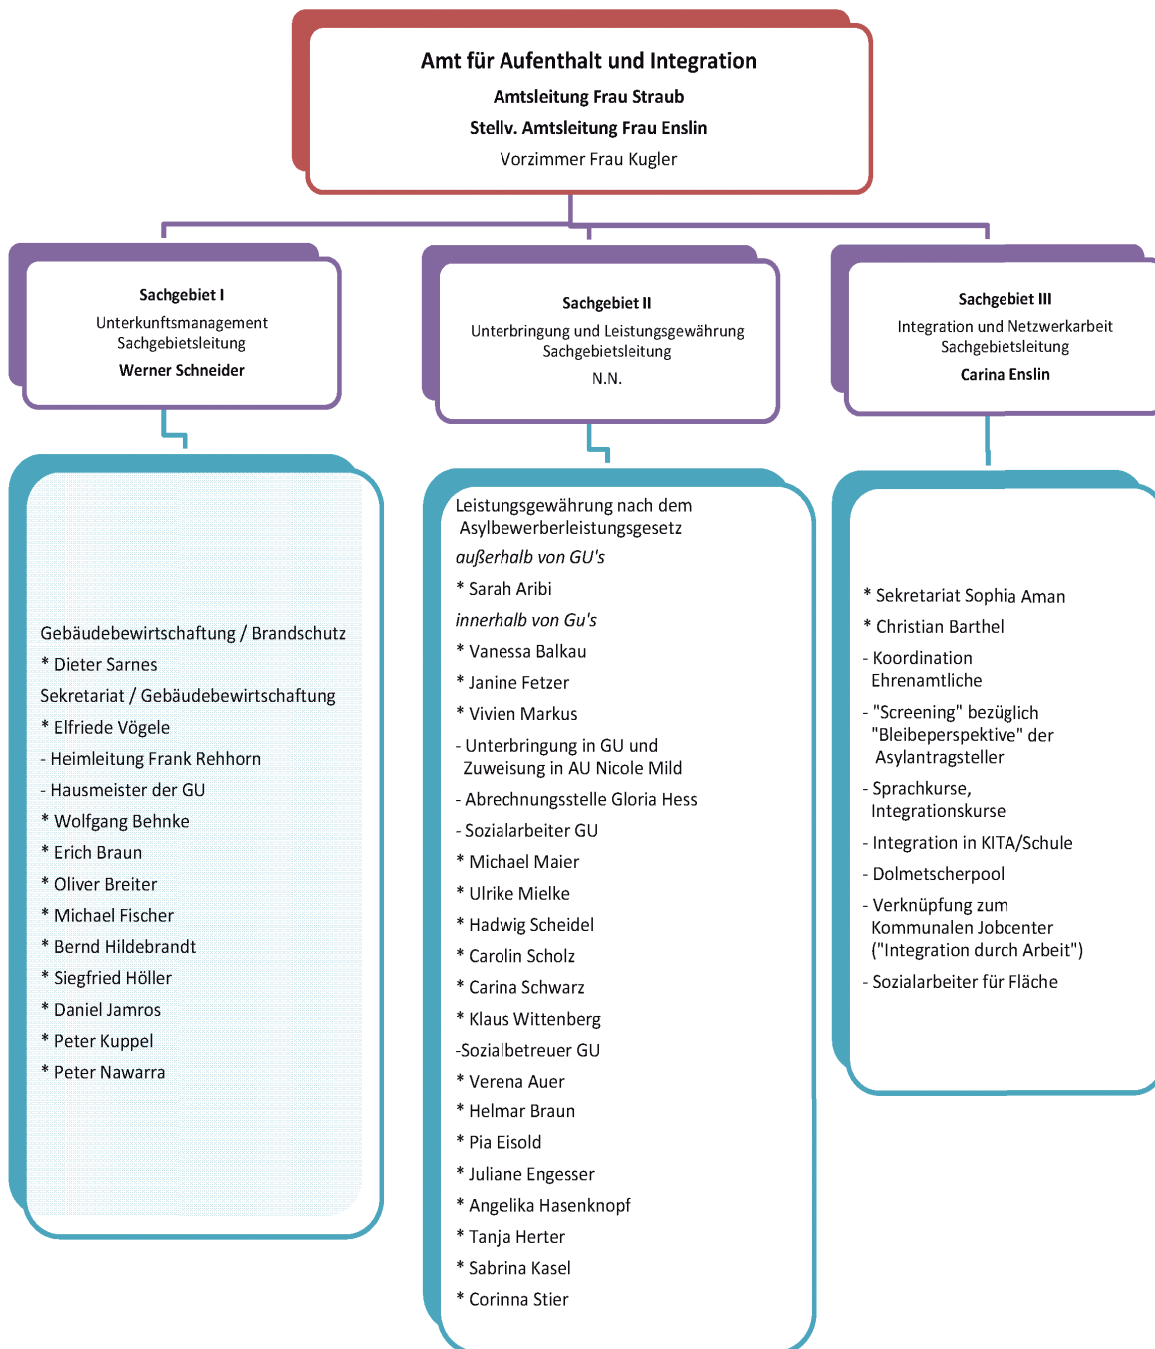 Amt für Aufenthalt und Integration
Amtsleitung Frau Straub
Stellv. Amtsleitung Frau Enslin
Vorzimmer Frau Kugler
Sachgebiet I
Unterkunftsmanagement
Sachgebietsleitung
Werner Schneider
Sachgebiet II
Unterbringung und Leistungsgewährung
Sachgebietsleitung
N.N.
Sachgebiet III
Integration und Netzwerkarbeit
Sachgebietsleitung
Carina Enslin
Gebäudebewirtschaftung / Brandschutz
* Dieter Sarnes
Sekretariat / Gebäudebewirtschaftung
* Elfriede Vögele
- Heimleitung Frank Rehhorn
- Hausmeister der GU
* Wolfgang Behnke
* Erich Braun
* Oliver Breiter
* Michael Fischer
* Bernd Hildebrandt
* Siegfried Höller
* Daniel Jamros
* Peter Kuppel
* Peter Nawarra
Leistungsgewährung nach dem
Asylbewerberleistungsgesetz
außerhalb von GU's
* Sarah Aribi
innerhalb von Gu's
* Vanessa Balkau
* Janine Fetzer
* Vivien Markus
- Unterbringung in GU und
Zuweisung in AU Nicole Mild
- Abrechnungsstelle Gloria Hess
- Sozialarbeiter GU
* Michael Maier
* Ulrike Mielke
* Hadwig Scheidel
* Carolin Scholz
* Carina Schwarz
* Klaus Wittenberg
-Sozialbetreuer GU
* Verena Auer
* Helmar Braun
* Pia Eisold
* Juliane Engesser
* Angelika Hasenknopf
* Tanja Herter
* Sabrina Kasel
* Corinna Stier
* Sekretariat Sophia Aman
* Christian Barthel
- Koordination
Ehrenamtliche
- "Screening" bezüglich
"Bleibeperspektive" der
Asylantragsteller
- Sprachkurse,
Integrationskurse
- Integration in KITA/Schule
- Dolmetscherpool
- Verknüpfung zum
Kommunalen Jobcenter
("Integration durch Arbeit")
- Sozialarbeiter für Fläche